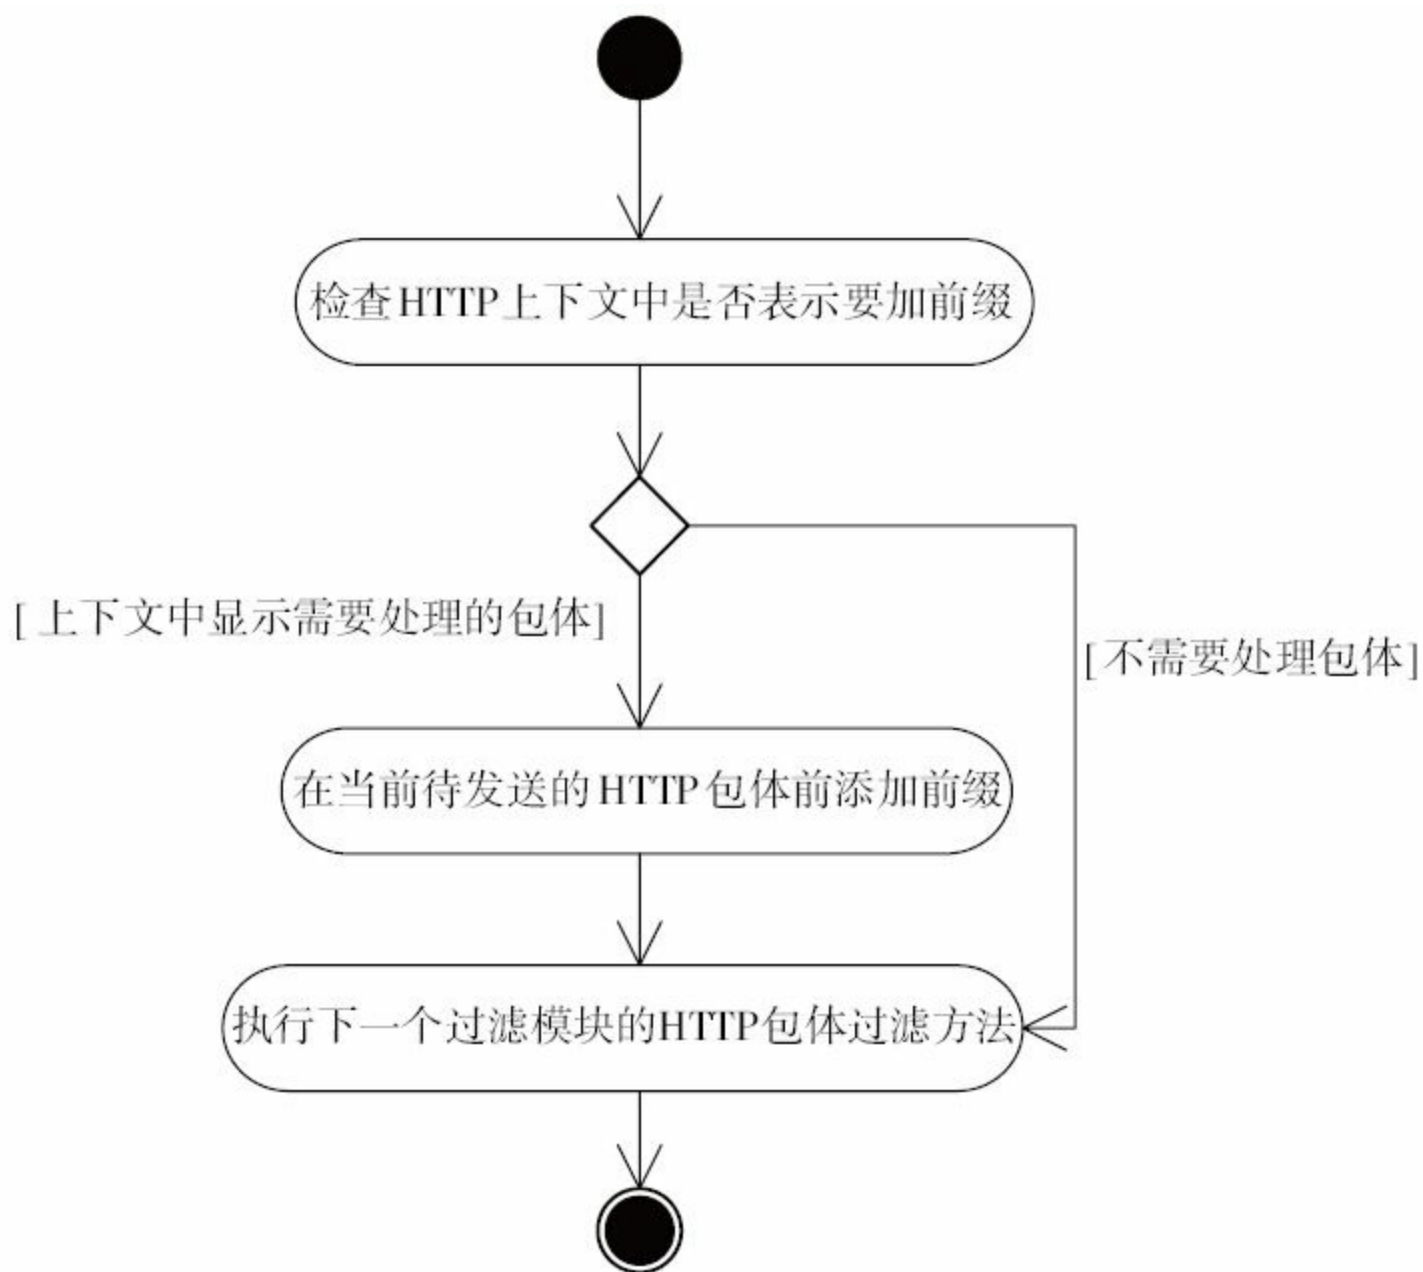 检查HTTP上下文中是否表示要加前缀
[上下文中显示需要处理的包体]
[不需要处理包体]
在当前待发送的HTTP包体前添加前缀
执行下一个过滤模块的HTTP包体过滤方法